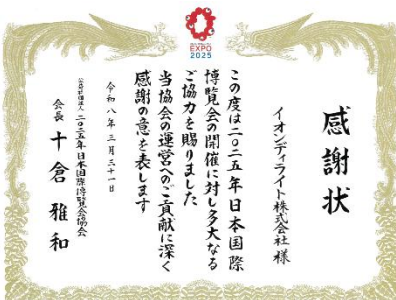 EXPO
2025
感謝状
イオンディライト株式会社 様
この度は二〇二五年日本国際
博覧会の開催に対し多大なる
ご協力を賜りました
当協会の運営へのご貢献に深く
感謝の意を表します
令和八年三月三十一日
公益社団法人 二〇二五年日本国際博覧会協会
会長 十倉雅和